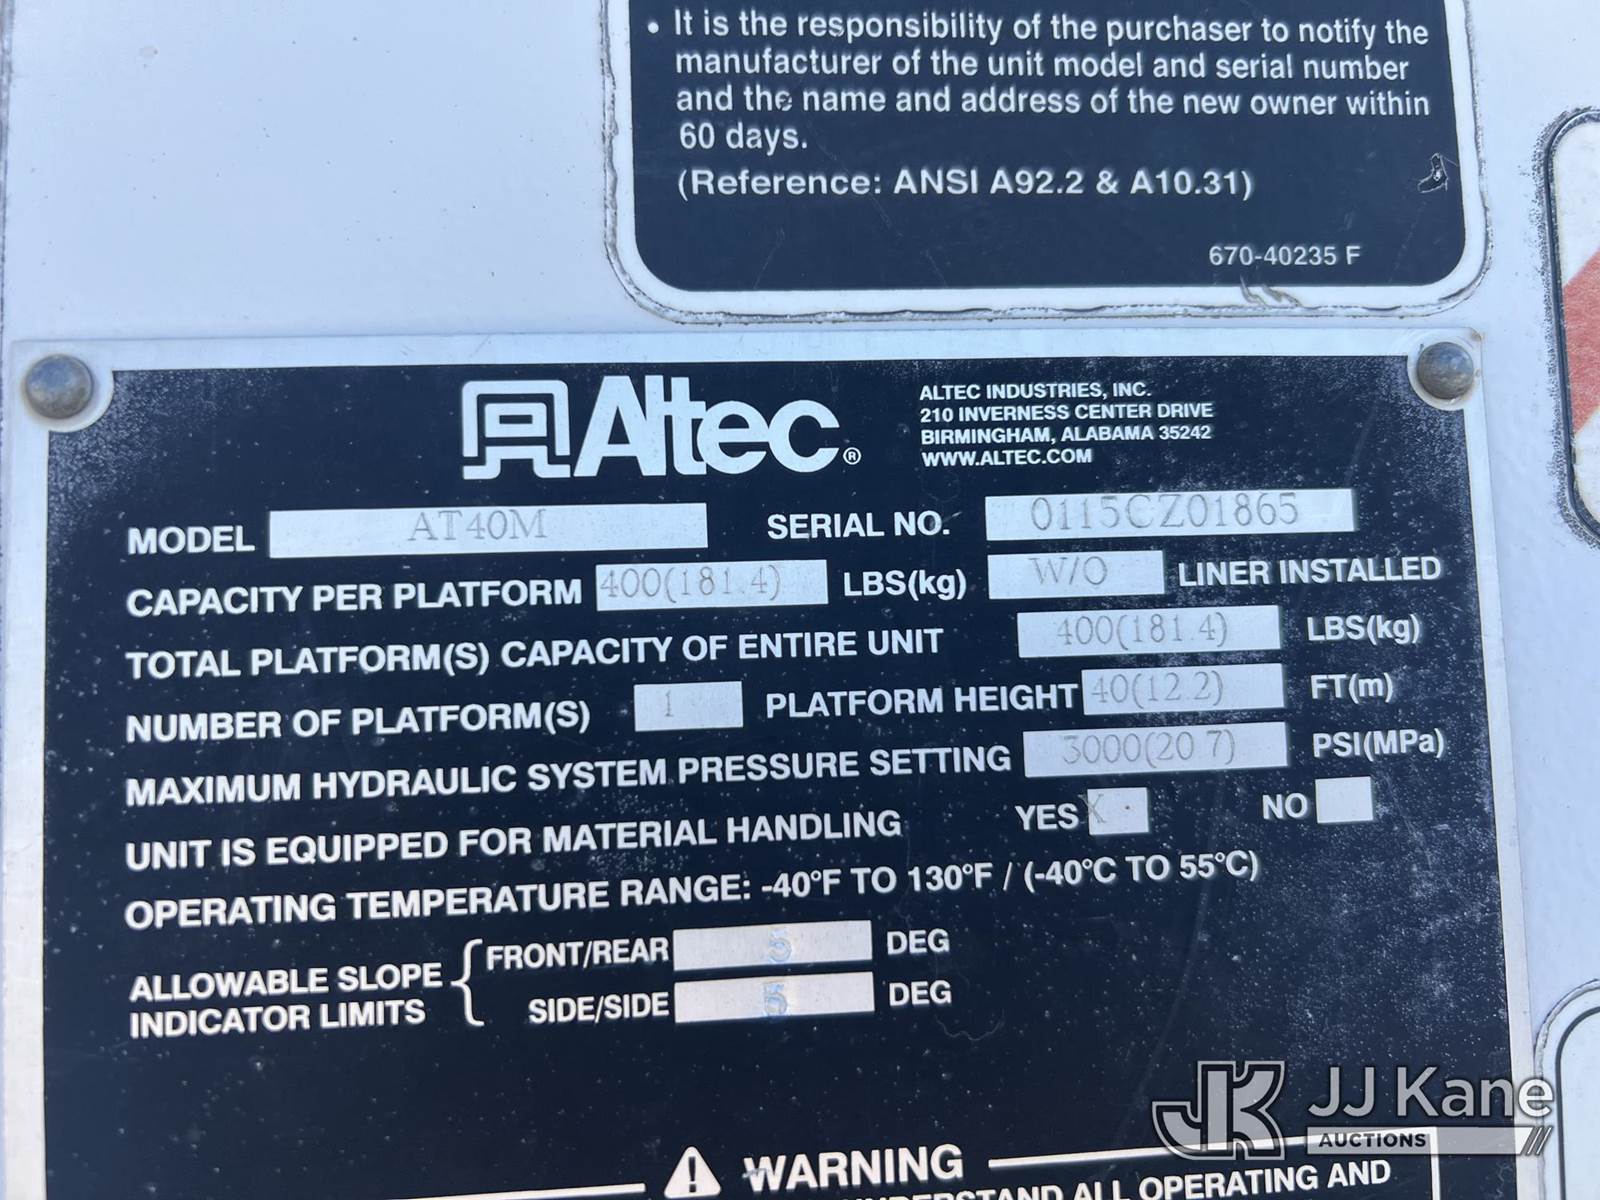 • It is the responsibility of the purchaser to notify the
manufacturer of the unit model and serial number
and the name and address of the new owner within
60 days.
(Reference: ANSI A92.2 & A10.31)
670-40235 F
Altec®
ALTEC INDUSTRIES, INC.
210 INVERNESS CENTER DRIVE
BIRMINGHAM, ALABAMA 35242
WWW.ALTEC.COM
MODEL AT40M SERIAL NO. 0115CZ01865
CAPACITY PER PLATFORM 400(181.4) LBS(kg) W/O LINER INSTALLED
TOTAL PLATFORM(S) CAPACITY OF ENTIRE UNIT 400(181.4) LBS(kg)
NUMBER OF PLATFORM(S) 1 PLATFORM HEIGHT 40(12.2) FT(m)
MAXIMUM HYDRAULIC SYSTEM PRESSURE SETTING 3000(20.7) PSI(MPa)
UNIT IS EQUIPPED FOR MATERIAL HANDLING YES X NO
OPERATING TEMPERATURE RANGE: -40°F TO 130°F / (-40°C TO 55°C)
ALLOWABLE SLOPE INDICATOR LIMITS
FRONT/REAR 5 DEG
SIDE/SIDE 5 DEG
WARNING
UNDERSTAND ALL OPERATING AND
JK JJ Kane
AUCTIONS